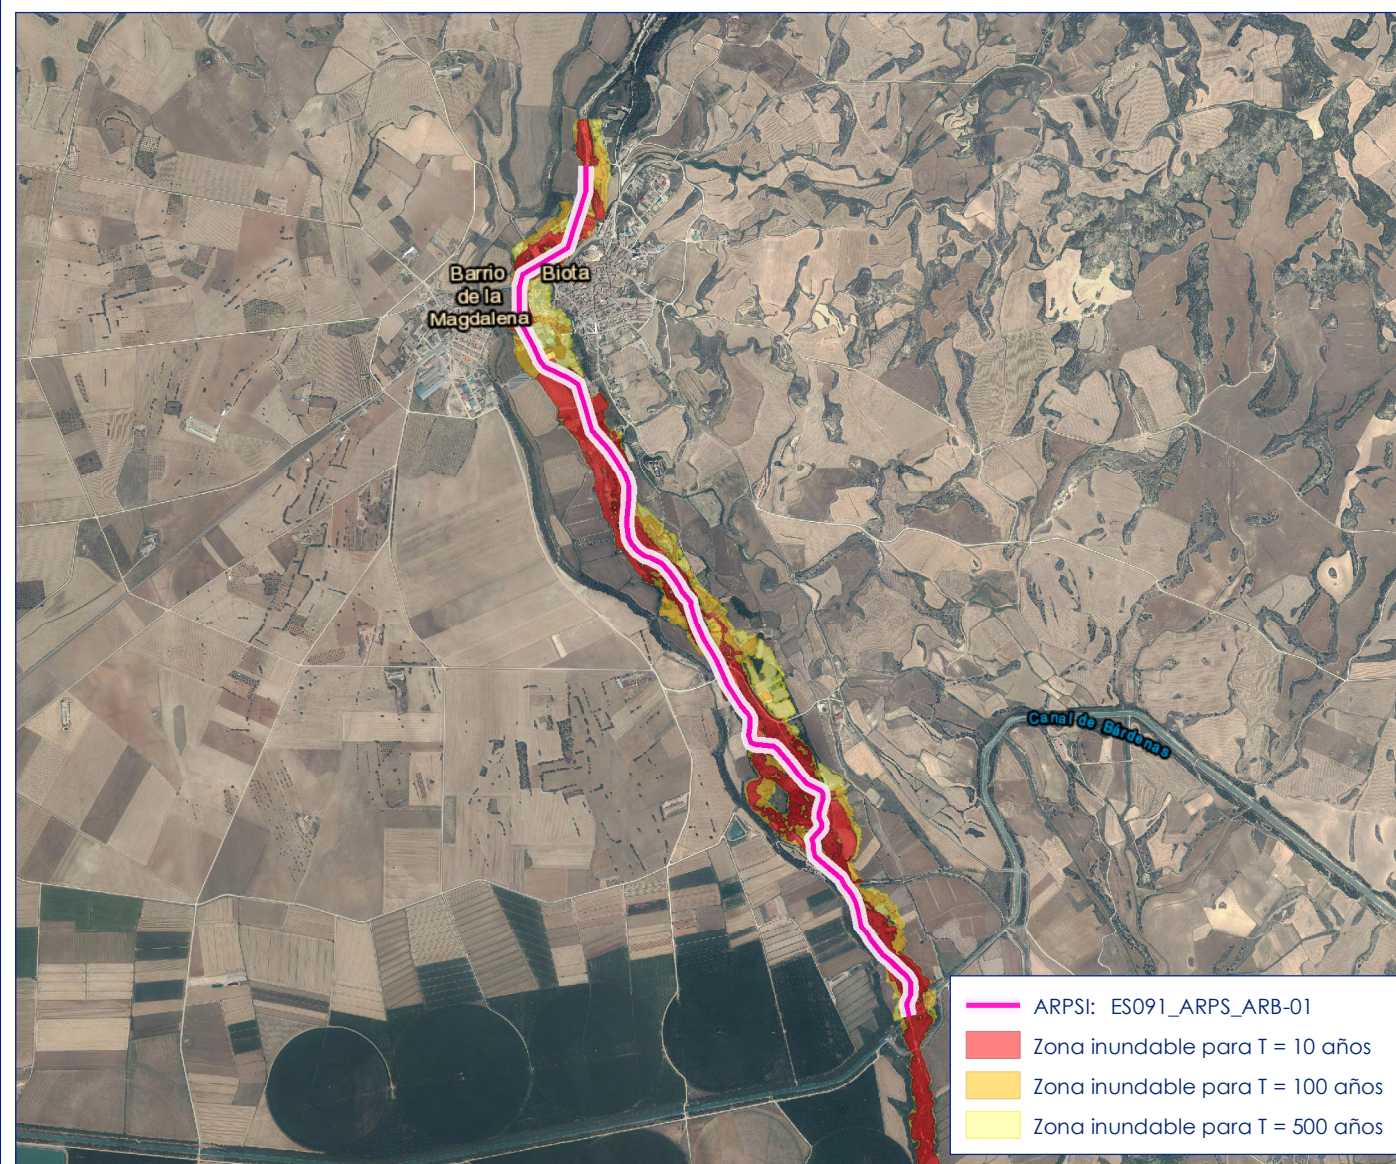 Barrio
de la
Magdalena
Biota
Canal de Bárdenas
ARPSI: ES091_ARPS_ARB-01
Zona inundable para T = 10 años
Zona inundable para T = 100 años
Zona inundable para T = 500 años